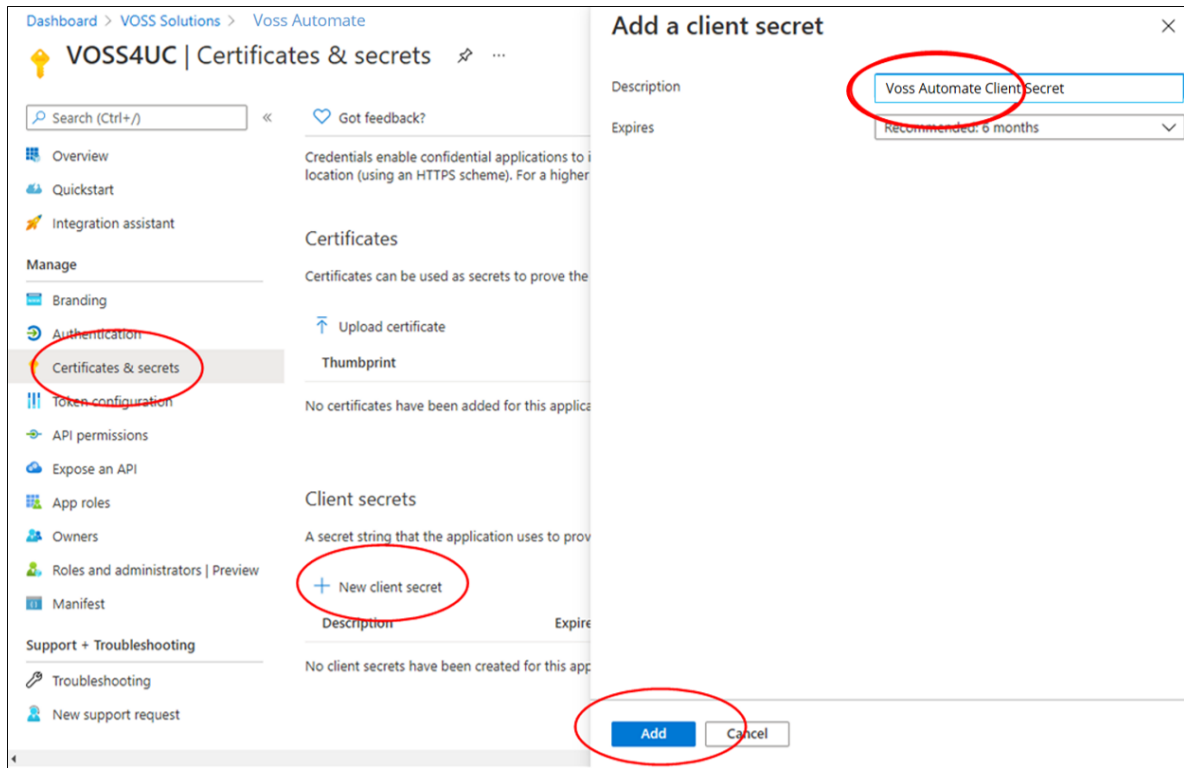 Dashboard > VOSS Solutions > Voss Automate
VOSS4UC | Certificates & secrets
Search (Ctrl+/)
Overview
Quickstart
Integration assistant
Manage
Branding
Authentication
Certificates & secrets
Token configuration
API permissions
Expose an API
App roles
Owners
Roles and administrators | Preview
Manifest
Support + Troubleshooting
Troubleshooting
New support request
Got feedback?
Credentials enable confidential applications to i
location (using an HTTPS scheme). For a higher
Certificates
Certificates can be used as secrets to prove the
Upload certificate
Thumbprint
No certificates have been added for this applica
Client secrets
A secret string that the application uses to prov
New client secret
Description Expire
No client secrets have been created for this app
Add a client secret
Description Voss Automate Client Secret
Expires Recommended: 6 months
Add Cancel